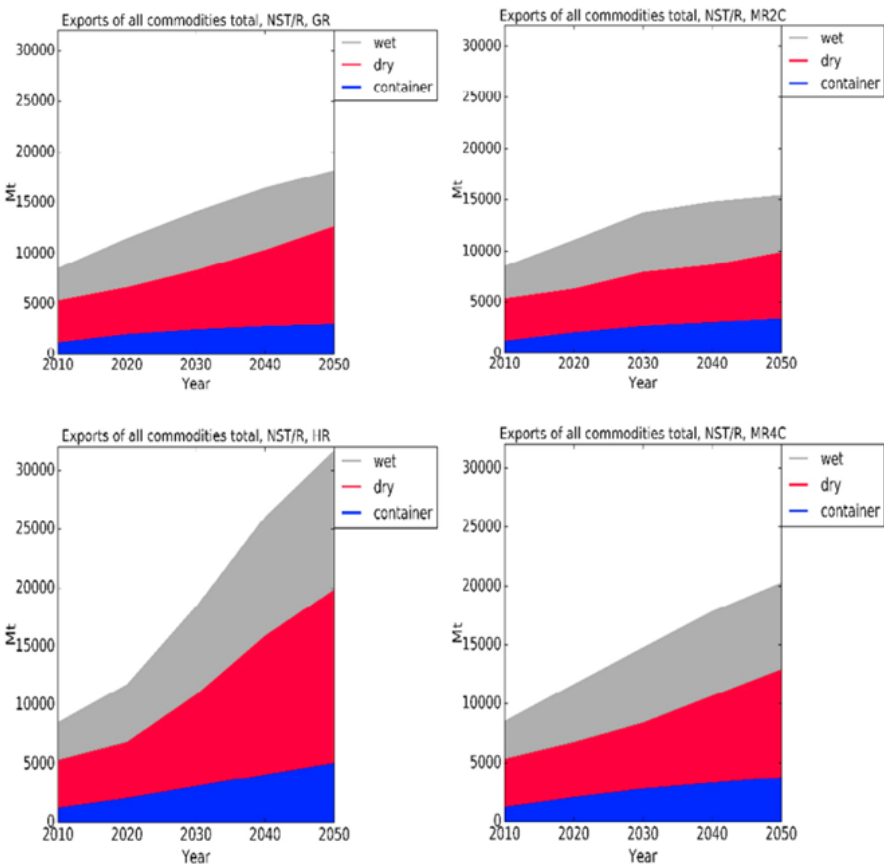 Exports of all commodities total, NST/R, GR
wet
dry
container
30000
25000
20000
15000
10000
5000
0
Mt
2010 2020 2030 2040 2050
Year
Exports of all commodities total, NST/R, MR2C
wet
dry
container
30000
25000
20000
15000
10000
5000
0
Mt
2010 2020 2030 2040 2050
Year
Exports of all commodities total, NST/R, HR
wet
dry
container
30000
25000
20000
15000
10000
5000
0
Mt
2010 2020 2030 2040 2050
Year
Exports of all commodities total, NST/R, MR4C
wet
dry
container
30000
25000
20000
15000
10000
5000
0
Mt
2010 2020 2030 2040 2050
Year